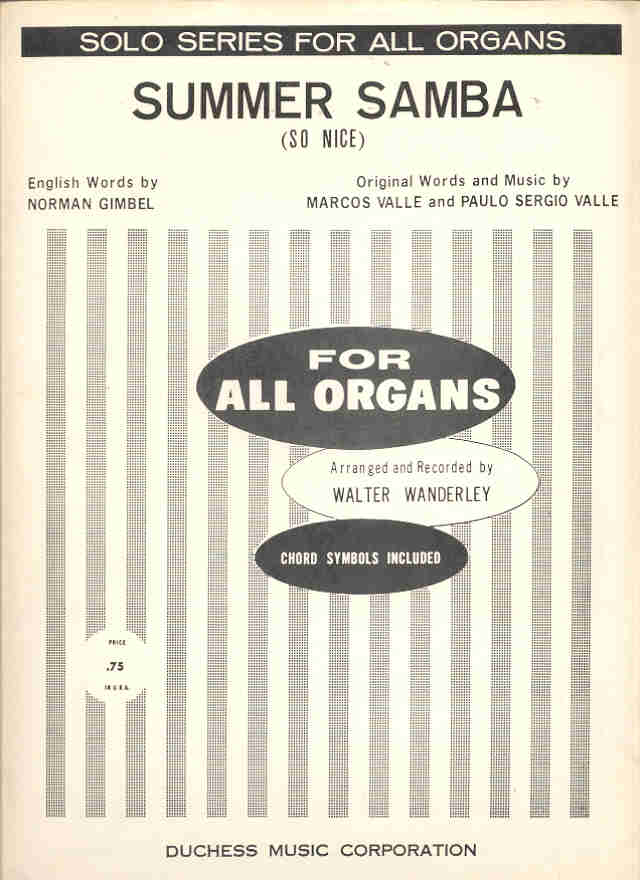 SOLO SERIES FOR ALL ORGANS
SUMMER SAMBA
(SO NICE)
English Words by
NORMAN GIMBEL
Original Words and Music by
MARCOS VALLE and PAULO SERGIO VALLE
FOR
ALL ORGANS
Arranged and Recorded by
WALTER WANDERLEY
CHORD SYMBOLS INCLUDED
PRICE
.75
IN U.S.A.
DUCHESS MUSIC CORPORATION